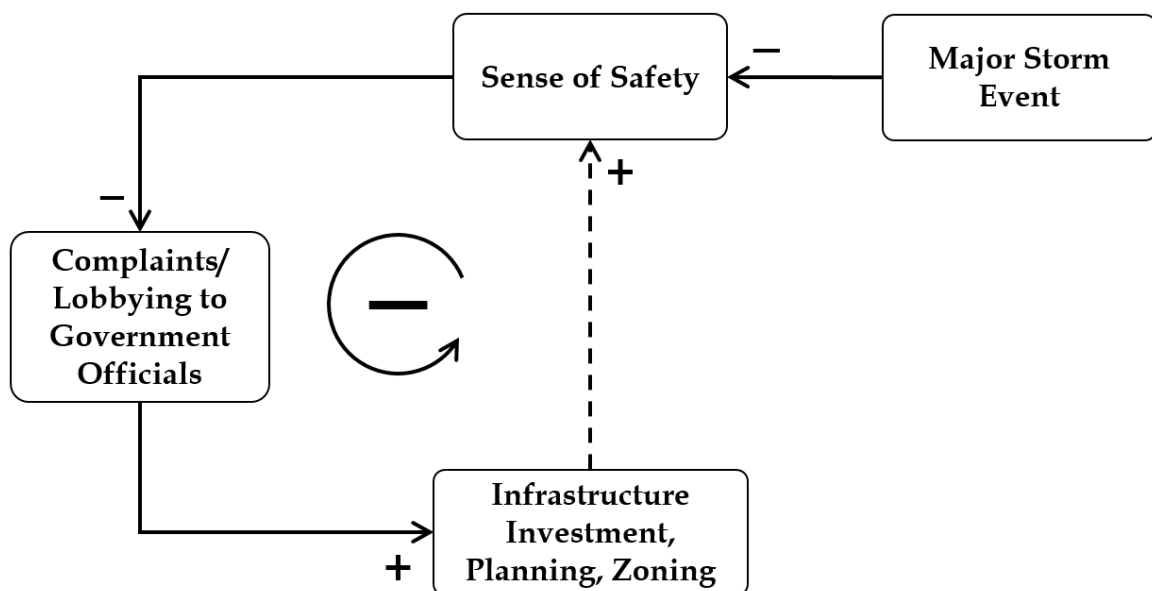 Sense of Safety
Major Storm
Event
–
–
+
Complaints/
Lobbying to
Government
Officials
–
Infrastructure
Investment,
Planning, Zoning
+